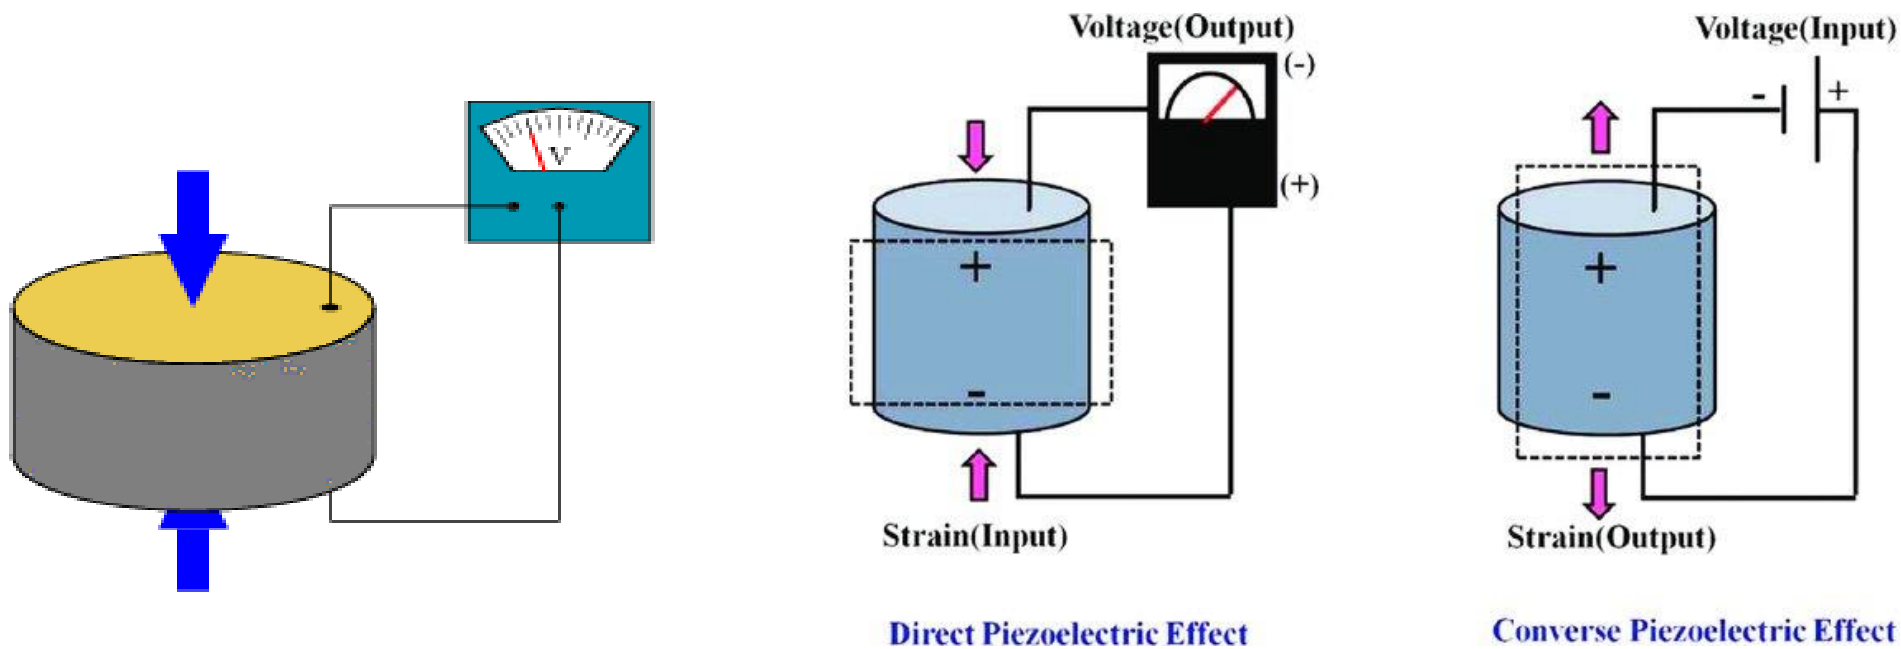 V
Voltage(Output)
(-)
(+)
+
-
Strain(Input)
Direct Piezoelectric Effect
Voltage(Input)
- +
+
-
Strain(Output)
Converse Piezoelectric Effect